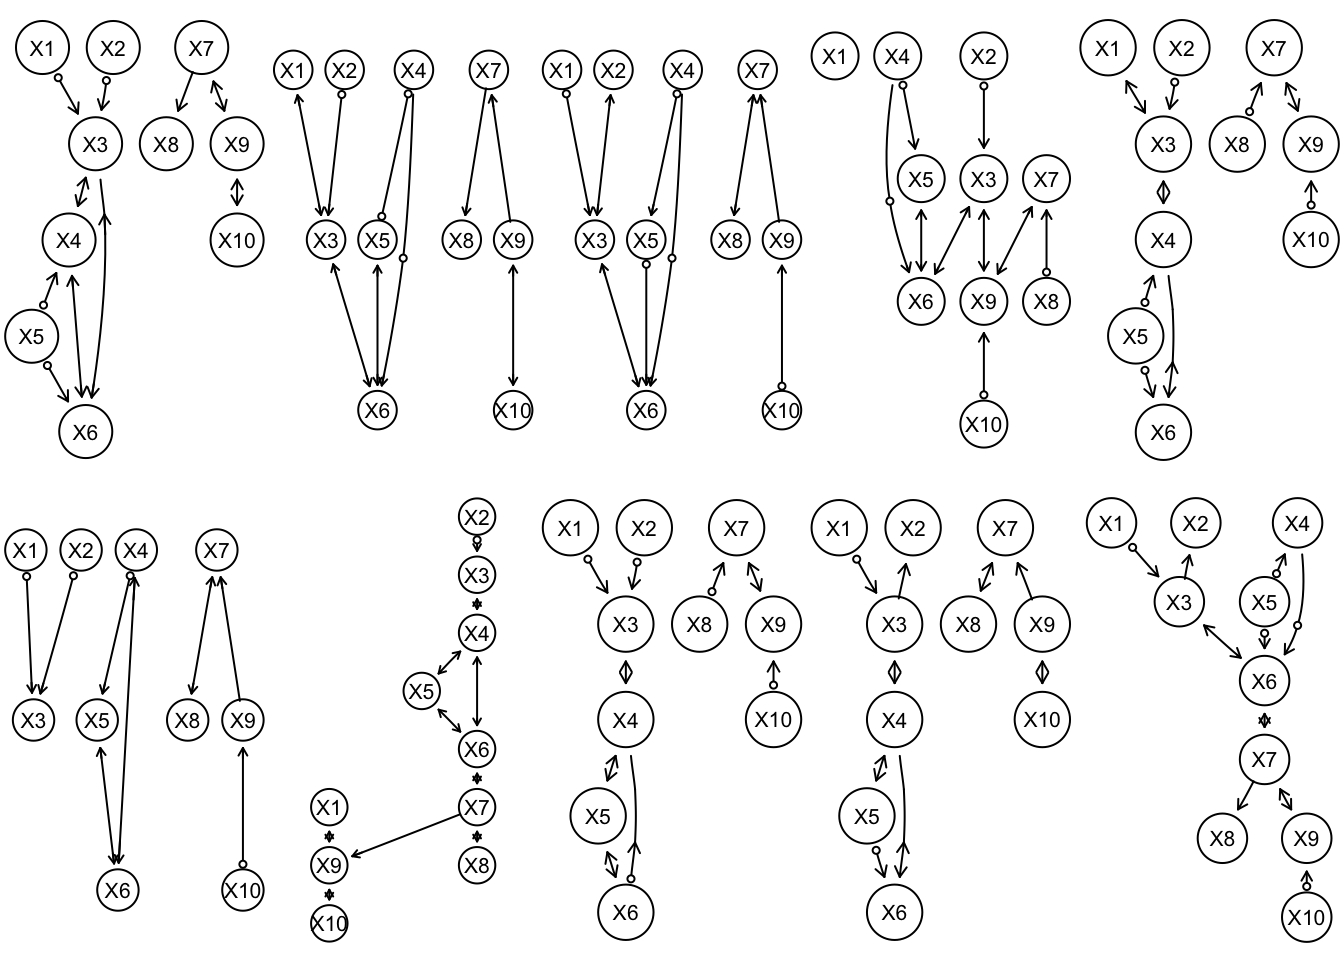 X1 X2 X7
X3 X8 X9
X4 X10
X5
X6
X1 X2 X4 X7
X3 X5 X8 X9
X6 X10
X1 X2 X4 X7
X3 X5 X8 X9
X6 X10
X1 X4 X2
X5 X3 X7
X6 X9 X8
X10
X1 X2 X7
X3 X8 X9
X4 X10
X5
X6
X1 X2 X4 X7
X3 X5 X8 X9
X6 X10
X2
X3
X4
X5
X6
X1 X7
X9 X8
X10
X1 X2 X7
X3 X8 X9
X4 X10
X5
X6
X1 X2 X7
X3 X8 X9
X4 X10
X5
X6
X1 X2 X4
X3 X5
X6
X7
X8 X9
X10